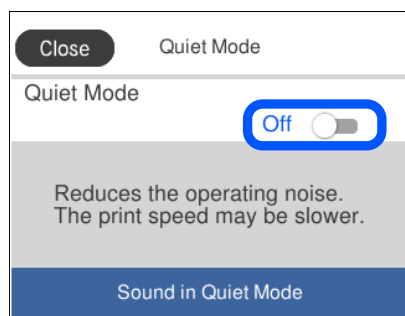 Close Quiet Mode
Quiet Mode
Off
Reduces the operating noise.
The print speed may be slower.
Sound in Quiet Mode